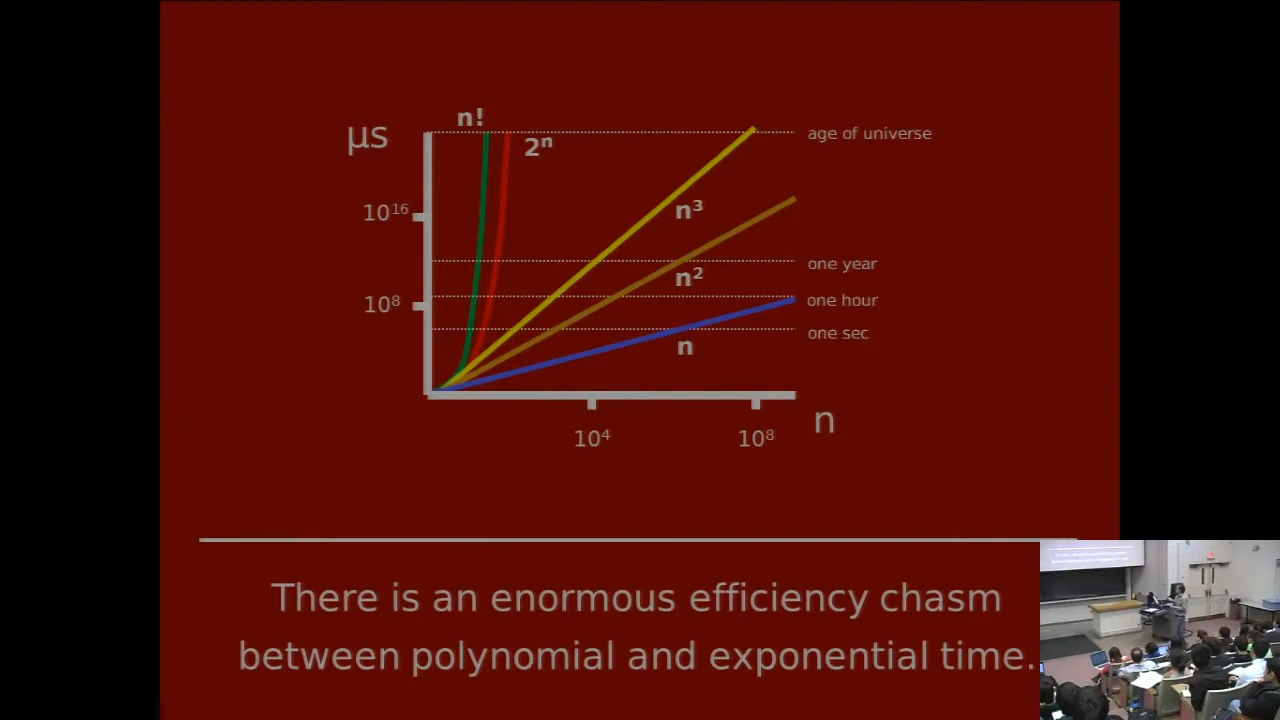 n!
µs
2ⁿ
age of universe
n³
10¹⁶
n²
one year
10⁸
one hour
one sec
n
n
10⁴
10⁸
There is an enormous efficiency chasm
between polynomial and exponential time.